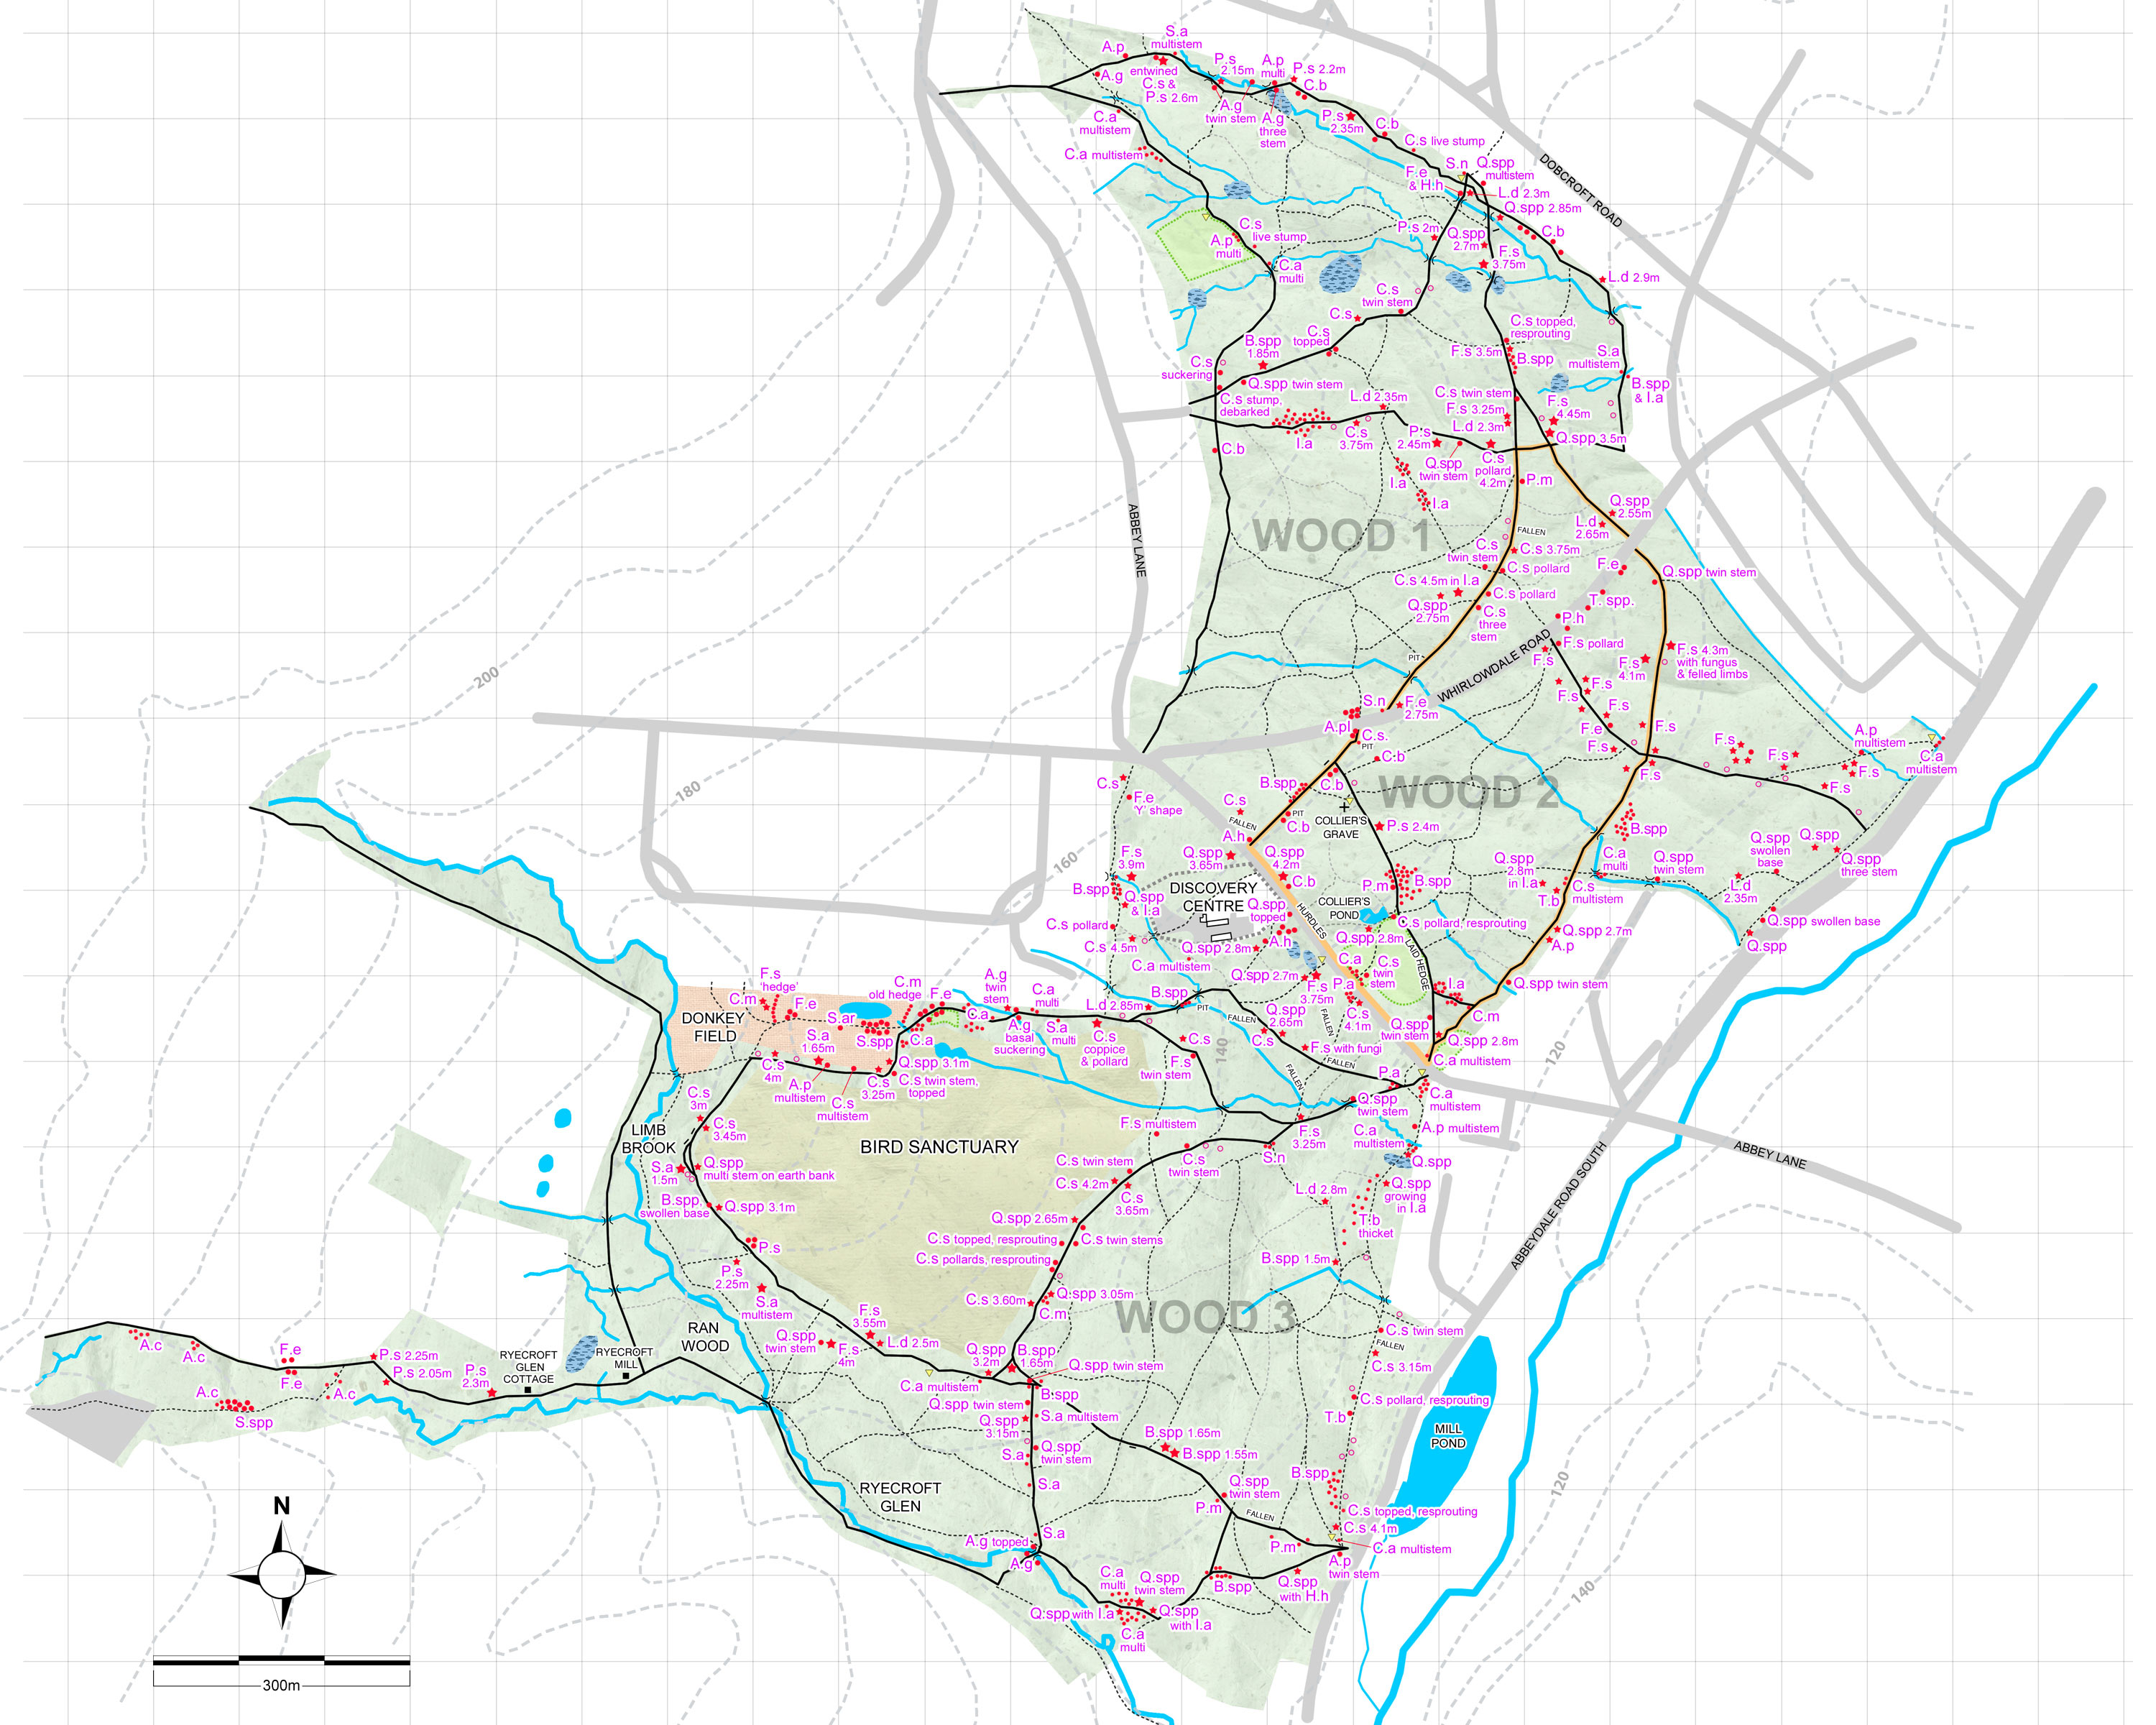 S.a
multistem
A.p
A.g
entwined
C.s &
P.s 2.6m
P.s
2.15m
A.p
multi
P.s 2.2m
C.b
A.g
twin stem
A.g
three
stem
P.s
2.35m
C.b
C.s live stump
C.a
multistem
C.a multistem
DOBCROFT ROAD
S.n
Q.spp
multistem
F.e
& H.h
L.d 2.3m
Q.spp 2.85m
C.b
P.s 2m
Q.spp
2.7m
F.s
3.75m
L.d 2.9m
C.s
live stump
A.p
multi
C.a
multi
C.s
twin stem
C.s
C.s
topped
B.spp
1.85m
C.s topped,
resprouting
F.s 3.5m
B.spp
S.a
multistem
B.spp
& I.a
C.s
suckering
Q.spp twin stem
C.s stump,
debarked
L.d 2.35m
C.s twin stem
F.s 3.25m
L.d 2.3m
F.s
4.45m
Q.spp 3.5m
C.b
I.a
C.s
3.75m
P.s
2.45m
Q.spp
twin stem
C.s
pollard
4.2m
P.m
I.a
I.a
ABBEY LANE
WOOD 1
FALLEN
Q.spp
2.55m
L.d
2.65m
C.s
twin stem
C.s 3.75m
C.s pollard
C.s 4.5m in I.a
C.s pollard
Q.spp
2.75m
C.s
three
stem
F.e
Q.spp twin stem
T. spp.
P.h
F.s pollard
F.s
F.s 4.3m
with fungus
& felled limbs
F.s
4.1m
WHIRLOWDALE ROAD
PIT
200
F.s
F.s
F.s
F.e
F.s
F.s
F.s
S.n
F.e
2.75m
A.pl
C.s.
PIT
C.b
F.s
F.s
F.s
F.s
A.p
multistem
C.a
multistem
WOOD 2
180
C.s
F.e
'Y' shape
B.spp
C.b
C.s
FALLEN
PIT
C.b
A.h
COLLIER'S
GRAVE
P.s 2.4m
B.spp
160
F.s
3.9m
Q.spp
3.65m
Q.spp
4.2m
C.b
B.spp
Q.spp
& I.a
DISCOVERY
CENTRE
Q.spp
topped
P.m
B.spp
COLLIER'S
POND
HURDLES
C.s pollard, resprouting
Q.spp
2.8m
in I.a
T.b
C.s
multistem
C.a
multi
Q.spp
twin stem
Q.spp
swollen
base
Q.spp
Q.spp
three stem
L.d
2.35m
Q.spp swollen base
Q.spp
C.s pollard
C.s 4.5m
A.h
Q.spp 2.8m
Q.spp 2.8m
LAID HEDGE
Q.spp 2.7m
A.p
C.a multistem
Q.spp 2.7m
C.a
C.s
twin
stem
P.a
F.s
3.75m
C.s
4.1m
I.a
C.m
Q.spp twin stem
F.s
'hedge'
C.m
F.e
S.ar
S.spp
C.m
old hedge
F.e
A.g
twin
stem
C.a
multi
C.a
C.a
A.g
basal
suckering
S.a
multi
L.d 2.85m
B.spp
PIT
C.s
coppice
& pollard
C.s
F.s
twin stem
FALLEN
Q.spp
2.65m
C.s
FALLEN
F.s with fungi
FALLEN
FALLEN
Q.spp
twin stem
Q.spp 2.8m
C.a multistem
P.a
C.a
multistem
DONKEY
FIELD
S.a
1.65m
C.s
4m
A.p
multistem
C.s
multistem
C.s
3.25m
Q.spp 3.1m
C.s twin stem,
topped
140
120
C.s
3m
C.s
3.45m
LIMB
BROOK
BIRD SANCTUARY
Q.spp
twin stem
F.s
3.25m
C.a
multistem
A.p multistem
Q.spp
F.s multistem
S.n
C.s
twin stem
ABBEY LANE
ABBEYDALE ROAD SOUTH
S.a
1.5m
Q.spp
multi stem on earth bank
B.spp
swollen base
Q.spp 3.1m
C.s twin stem
C.s 4.2m
C.s
3.65m
Q.spp 2.65m
C.s topped, resprouting
C.s twin stems
C.s pollards, resprouting
L.d 2.8m
Q.spp
growing
in I.a
T.b
thicket
B.spp 1.5m
P.s
P.s
2.25m
S.a
multistem
C.s 3.60m
Q.spp 3.05m
C.m
WOOD 3
C.s twin stem
FALLEN
C.s 3.15m
F.s
3.55m
L.d 2.5m
Q.spp
twin stem
F.s
4m
RAN
WOOD
RYECROFT
MILL
RYECROFT
GLEN
COTTAGE
A.c
A.c
F.e
F.e
P.s 2.25m
P.s 2.05m
P.s
2.3m
A.c
A.c
S.spp
Q.spp
3.2m
B.spp
1.65m
Q.spp twin stem
C.a multistem
B.spp
Q.spp twin stem
S.a multistem
Q.spp
3.15m
Q.spp
twin stem
S.a
S.a
B.spp 1.65m
B.spp 1.55m
C.s pollard, resprouting
T.b
MILL
POND
B.spp
Q.spp
twin stem
P.m
FALLEN
C.s topped, resprouting
C.s 4.1m
C.a multistem
P.m
A.p
twin stem
120
140
RYECROFT
GLEN
S.a
A.g topped
A.g
C.a
multi
Q.spp
twin stem
B.spp
Q.spp
with H.h
Q.spp with I.a
Q.spp
with I.a
C.a
multi
N
300m